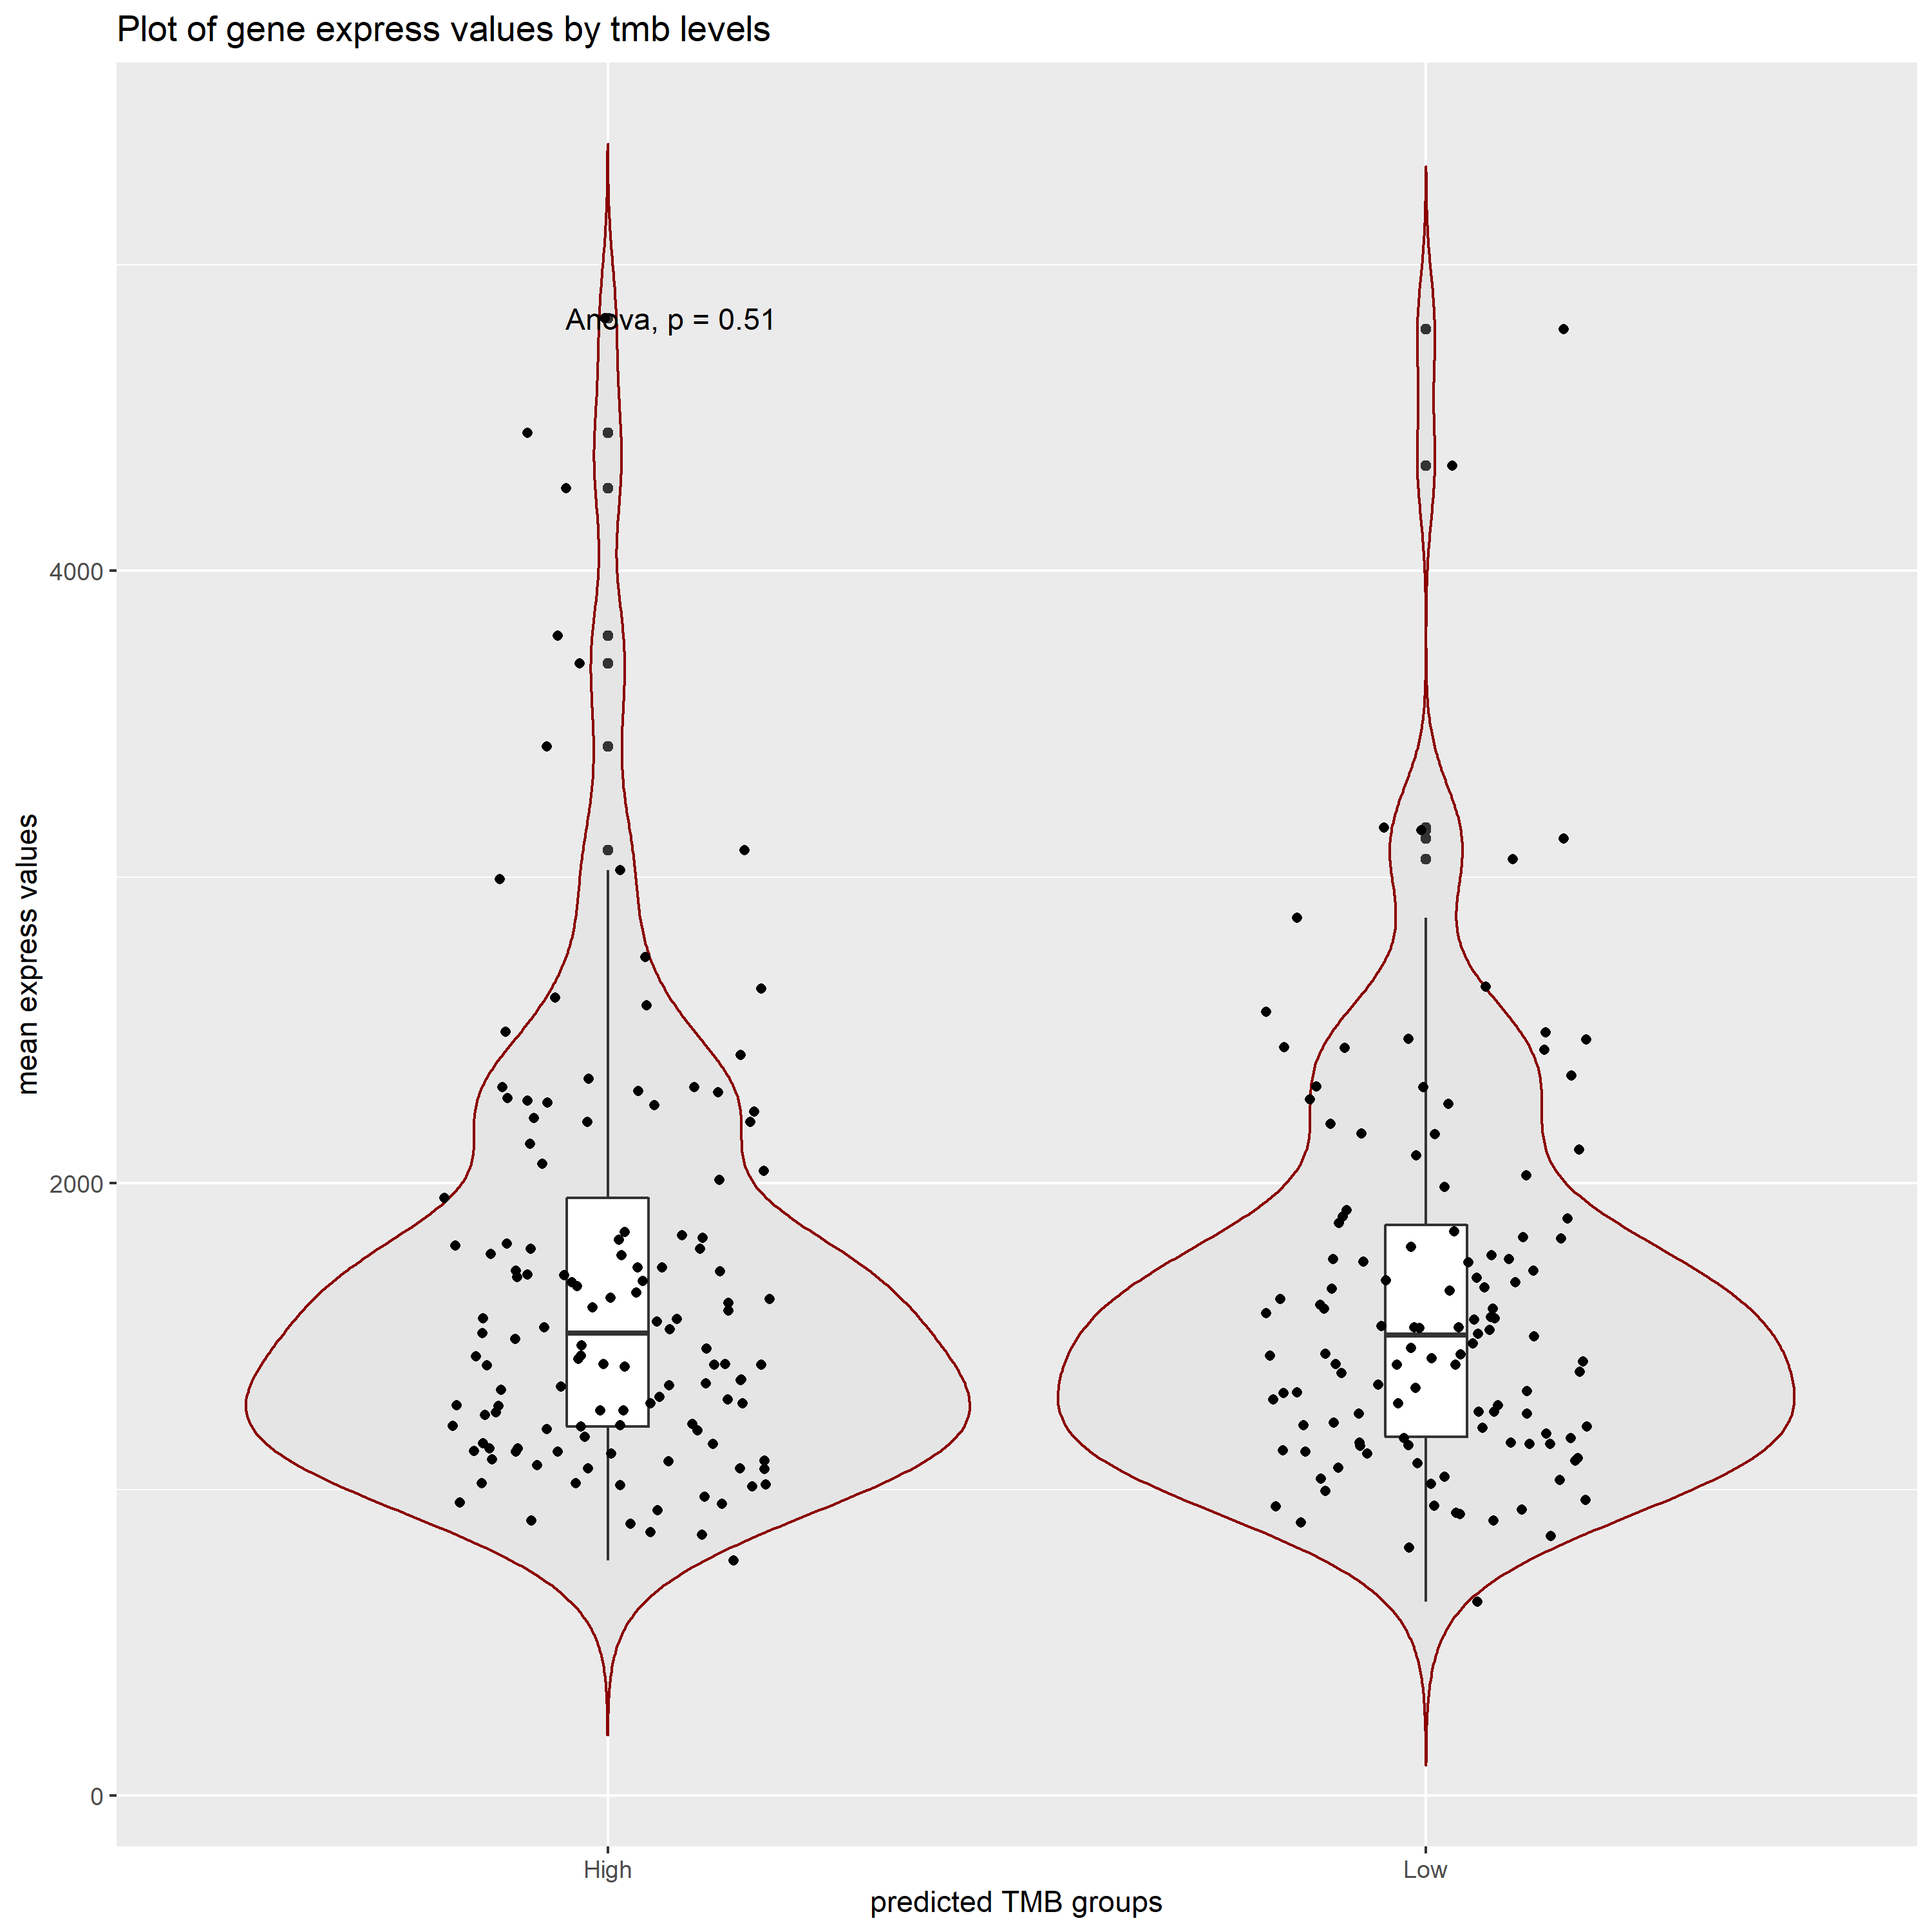 Plot of gene express values by tmb levels
Anova, p = 0.51
4000
2000
0
mean express values
High
Low
predicted TMB groups